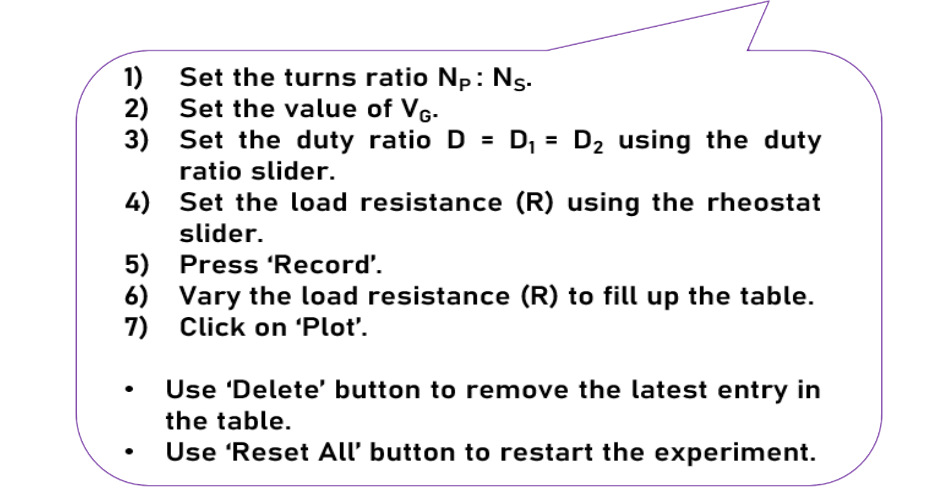 1) Set the turns ratio N_P : N_S.
2) Set the value of V_G.
3) Set the duty ratio D = D_1 = D_2 using the duty
ratio slider.
4) Set the load resistance (R) using the rheostat
slider.
5) Press ‘Record’.
6) Vary the load resistance (R) to fill up the table.
7) Click on ‘Plot’.
• Use ‘Delete’ button to remove the latest entry in
the table.
• Use ‘Reset All’ button to restart the experiment.